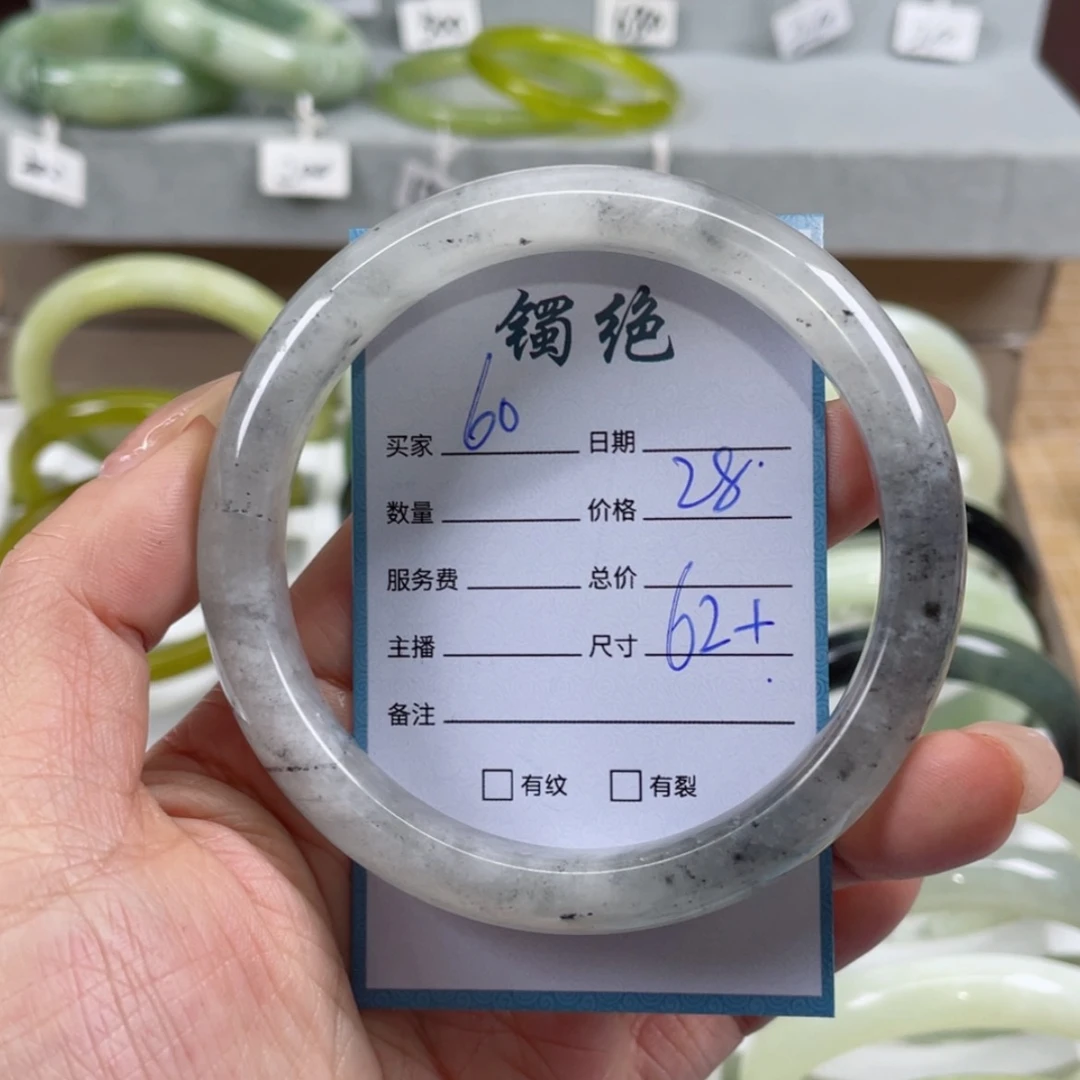 300
镯绝
买家 60 日期
数量 价格 28.
服务费 总价
主播 尺寸 62+
备注
□有纹 □有裂